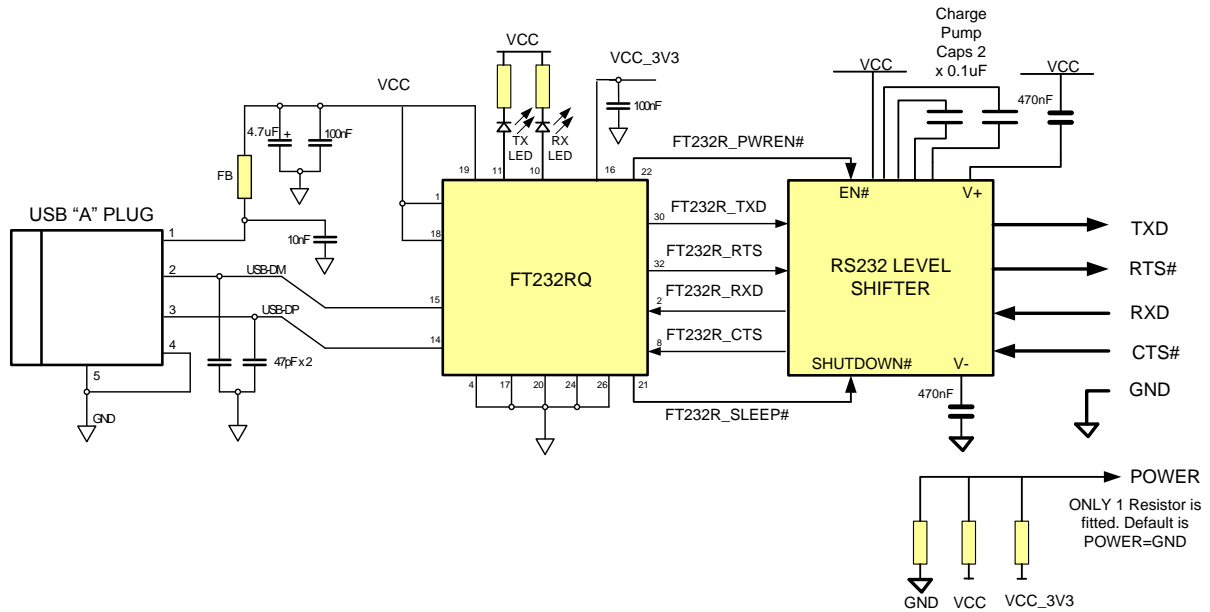 Charge
Pump
Caps 2
x 0.1uF
VCC
VCC
VCC_3V3
VCC
VCC
VCC
470nF
4.7uF
+
100nF
100nF
TX
LED
RX
LED
FT232R_PWREN#
19
11
10
16
22
FB
EN#
V+
USB “A” PLUG
1
10nF
1
18
30
FT232R_TXD
TXD
2
USB-DM
FT232RQ
32
FT232R_RTS
RS232 LEVEL
SHIFTER
RTS#
3
USB-DP
15
2
FT232R_RXD
RXD
4
47pF x 2
14
8
FT232R_CTS
CTS#
5
GND
4
17
20
24
26
21
SHUTDOWN#
V-
GND
FT232R_SLEEP#
470nF
POWER
ONLY 1 Resistor is
fitted. Default is
POWER=GND
GND
VCC
VCC_3V3